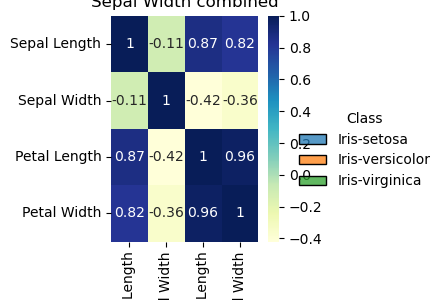 Sepal Width combined
Sepal Length 1 -0.11 0.87 0.82
Sepal Width -0.11 1 -0.42 -0.36
Petal Length 0.87 -0.42 1 0.96
Petal Width 0.82 -0.36 0.96 1
Length
l Width
Length
l Width
1.0
0.8
0.6
0.4
0.2
0.0
−0.2
−0.4
Class
Iris-setosa
Iris-versicolor
Iris-virginica